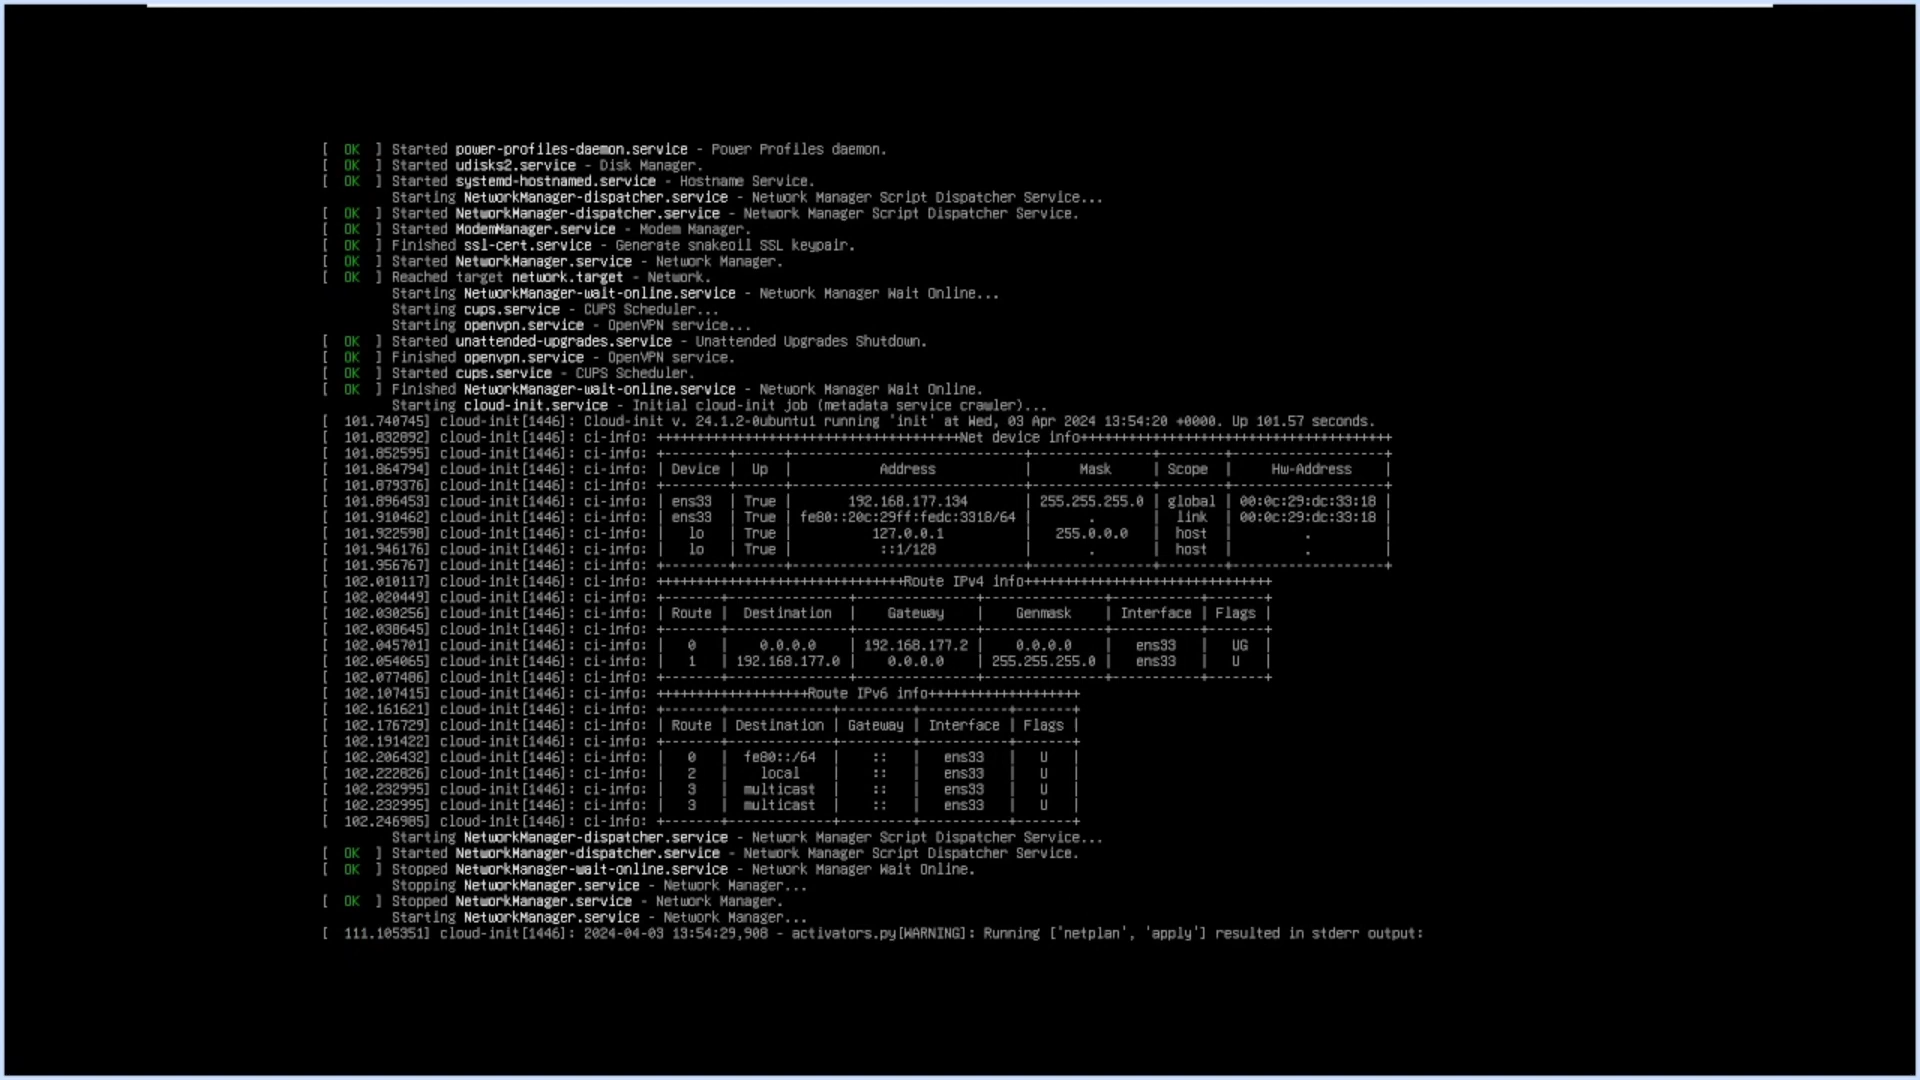 [  OK  ] Started power-profiles-daemon.service - Power Profiles daemon.
[  OK  ] Started udisks2.service - Disk Manager.
[  OK  ] Started systemd-hostnamed.service - Hostname Service.
         Starting NetworkManager-dispatcher.service - Network Manager Script Dispatcher Service...
[  OK  ] Started NetworkManager-dispatcher.service - Network Manager Script Dispatcher Service.
[  OK  ] Started ModemManager.service - Modem Manager.
[  OK  ] Finished ssl-cert.service - Generate snakeoil SSL keypair.
[  OK  ] Started NetworkManager.service - Network Manager.
[  OK  ] Reached target network.target - Network.
         Starting NetworkManager-wait-online.service - Network Manager Wait Online...
         Starting cups.service - CUPS Scheduler...
         Starting openvpn.service - OpenVPN service...
[  OK  ] Started unattended-upgrades.service - Unattended Upgrades Shutdown.
[  OK  ] Finished openvpn.service - OpenVPN service.
[  OK  ] Started cups.service - CUPS Scheduler.
[  OK  ] Finished NetworkManager-wait-online.service - Network Manager Wait Online.
         Starting cloud-init.service - Initial cloud-init job (metadata service crawler)...
[  101.740745] cloud-init[1446]: Cloud-init v. 24.1.2-0ubuntu1 running 'init' at Wed, 03 Apr 2024 13:54:20 +0000. Up 101.57 seconds.
[  101.832892] cloud-init[1446]: ci-info: +++++++++++++++++++++++++++++++++++++Net device info+++++++++++++++++++++++++++++++++++++++
[  101.852595] cloud-init[1446]: ci-info: +--------+------+------------------------------+---------------+--------+-------------------+
[  101.864794] cloud-init[1446]: ci-info: | Device |  Up  |           Address            |      Mask     | Scope  |     Hw-Address    |
[  101.879376] cloud-init[1446]: ci-info: +--------+------+------------------------------+---------------+--------+-------------------+
[  101.896453] cloud-init[1446]: ci-info: | ens33  | True |       192.168.177.134        | 255.255.255.0 | global | 00:0c:29:dc:33:18 |
[  101.910462] cloud-init[1446]: ci-info: | ens33  | True | fe80::20c:29ff:fedc:3318/64 |       .       |  link  | 00:0c:29:dc:33:18 |
[  101.922598] cloud-init[1446]: ci-info: |   lo   | True |          127.0.0.1           |   255.0.0.0   |  host  |         .         |
[  101.946176] cloud-init[1446]: ci-info: |   lo   | True |           ::1/128            |       .       |  host  |         .         |
[  101.956767] cloud-init[1446]: ci-info: +--------+------+------------------------------+---------------+--------+-------------------+
[  102.010117] cloud-init[1446]: ci-info: +++++++++++++++++++++++++++++++Route IPv4 info+++++++++++++++++++++++++++++++
[  102.020449] cloud-init[1446]: ci-info: +-------+---------------+---------------+---------------+-----------+-------+
[  102.030256] cloud-init[1446]: ci-info: | Route |  Destination  |    Gateway    |    Genmask    | Interface | Flags |
[  102.038645] cloud-init[1446]: ci-info: +-------+---------------+---------------+---------------+-----------+-------+
[  102.045701] cloud-init[1446]: ci-info: |   0   |    0.0.0.0    | 192.168.177.2 |    0.0.0.0    |   ens33   |   UG  |
[  102.054065] cloud-init[1446]: ci-info: |   1   | 192.168.177.0 |    0.0.0.0    | 255.255.255.0 |   ens33   |   U   |
[  102.077486] cloud-init[1446]: ci-info: +-------+---------------+---------------+---------------+-----------+-------+
[  102.107415] cloud-init[1446]: ci-info: +++++++++++++++++++Route IPv6 info+++++++++++++++++++
[  102.161621] cloud-init[1446]: ci-info: +-------+-------------+---------+-----------+-------+
[  102.176729] cloud-init[1446]: ci-info: | Route | Destination | Gateway | Interface | Flags |
[  102.191422] cloud-init[1446]: ci-info: +-------+-------------+---------+-----------+-------+
[  102.206432] cloud-init[1446]: ci-info: |   0   |  fe80::/64  |    ::   |   ens33   |   U   |
[  102.222826] cloud-init[1446]: ci-info: |   2   |    local    |    ::   |   ens33   |   U   |
[  102.232995] cloud-init[1446]: ci-info: |   3   |  multicast  |    ::   |   ens33   |   U   |
[  102.232995] cloud-init[1446]: ci-info: |   3   |  multicast  |    ::   |   ens33   |   U   |
[  102.246985] cloud-init[1446]: ci-info: +-------+-------------+---------+-----------+-------+
         Starting NetworkManager-dispatcher.service - Network Manager Script Dispatcher Service...
[  OK  ] Started NetworkManager-dispatcher.service - Network Manager Script Dispatcher Service.
[  OK  ] Stopped NetworkManager-wait-online.service - Network Manager Wait Online.
         Stopping NetworkManager.service - Network Manager...
[  OK  ] Stopped NetworkManager.service - Network Manager.
         Starting NetworkManager.service - Network Manager...
[  111.105351] cloud-init[1446]: 2024-04-03 13:54:29,908 - activators.py[WARNING]: Running ['netplan', 'apply'] resulted in stderr output: